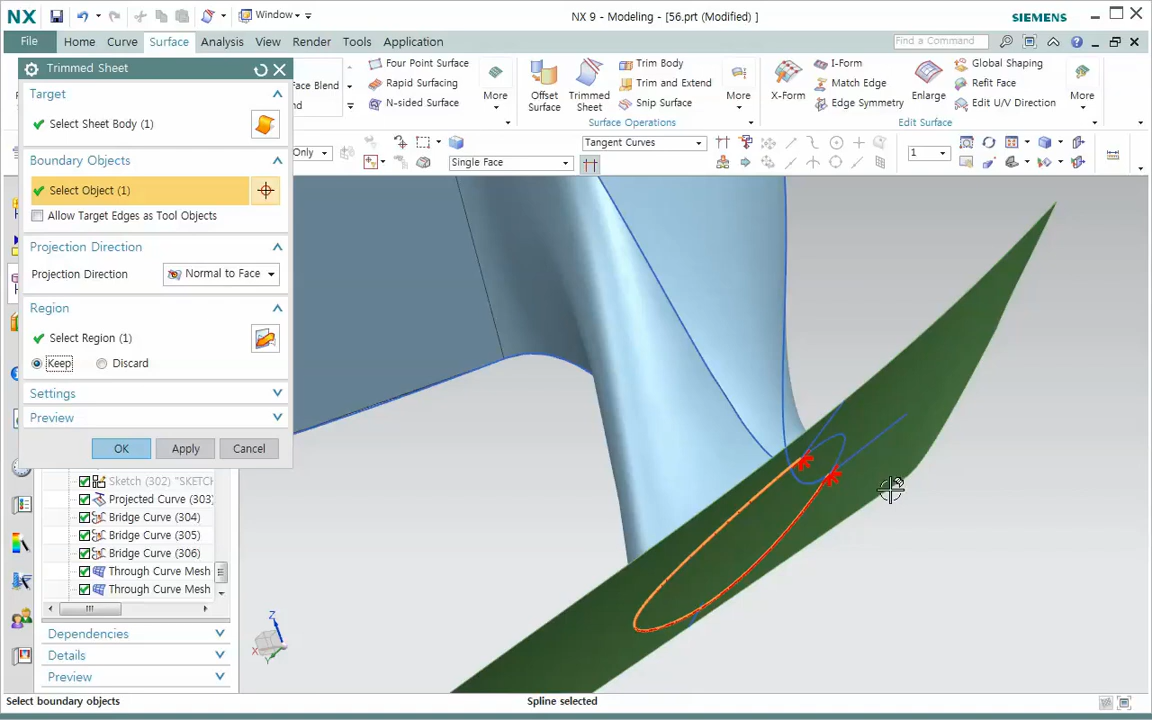 NX
Window
NX 9 - Modeling - [56.prt (Modified) ]
SIEMENS
File
Home
Curve
Surface
Analysis
View
Render
Tools
Application
Find a Command
Trimmed Sheet
Target
Select Sheet Body (1)
Boundary Objects
Select Object (1)
Allow Target Edges as Tool Objects
Projection Direction
Projection Direction
Normal to Face
Region
Select Region (1)
Keep
Discard
Settings
Preview
OK
Apply
Cancel
Face Blend
Four Point Surface
Rapid Surfacing
N-sided Surface
More
Offset
Surface
Trimmed
Sheet
Trim Body
Trim and Extend
Snip Surface
More
Surface Operations
X-Form
I-Form
Match Edge
Edge Symmetry
Enlarge
Global Shaping
Refit Face
Edit U/V Direction
More
Edit Surface
Only
Single Face
Tangent Curves
1
Sketch (302) "SKETCH
Projected Curve (303)
Bridge Curve (304)
Bridge Curve (305)
Bridge Curve (306)
Through Curve Mesh
Through Curve Mesh
Dependencies
Details
Preview
Z
X
Y
Select boundary objects
Spline selected